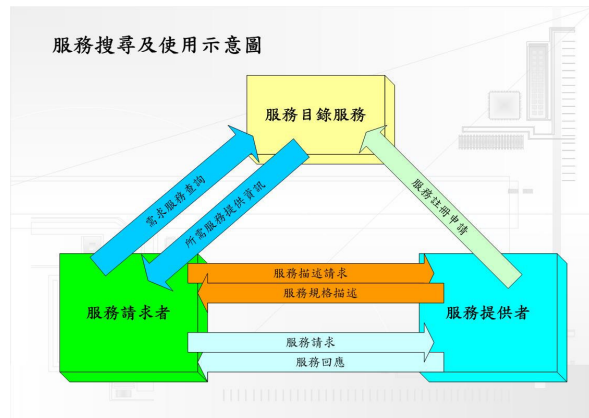 服務搜尋及使用示意圖
服務目錄服務
需求服務查詢
所需服務提供資訊
服務註冊申請
服務描述請求
服務規格描述
服務請求者
服務提供者
服務請求
服務回應